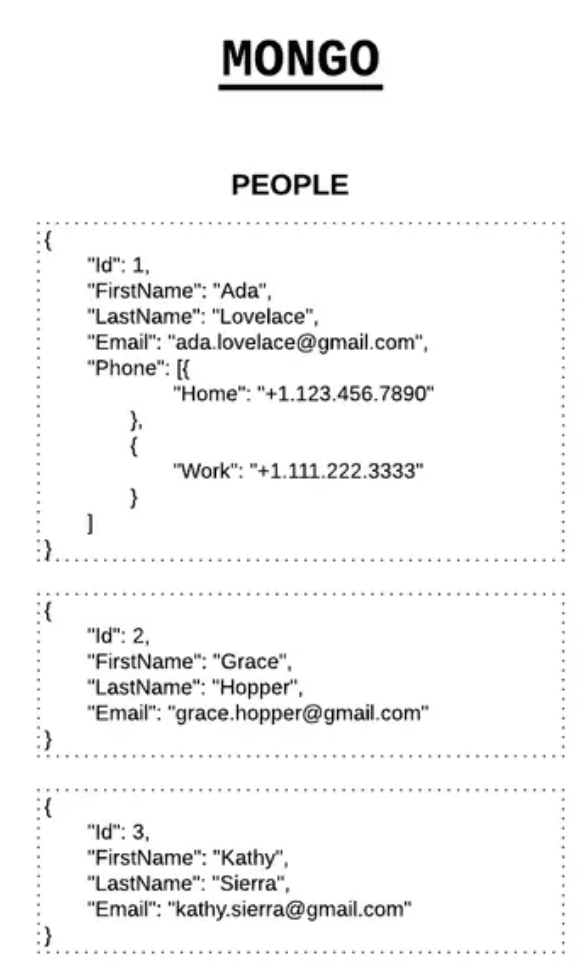 MONGO
PEOPLE
{
"Id": 1,
"FirstName": "Ada",
"LastName": "Lovelace",
"Email": "ada.lovelace@gmail.com",
"Phone": [{
"Home": "+1.123.456.7890"
},
{
"Work": "+1.111.222.3333"
}
]
}
{
"Id": 2,
"FirstName": "Grace",
"LastName": "Hopper",
"Email": "grace.hopper@gmail.com"
}
{
"Id": 3,
"FirstName": "Kathy",
"LastName": "Sierra",
"Email": "kathy.sierra@gmail.com"
}